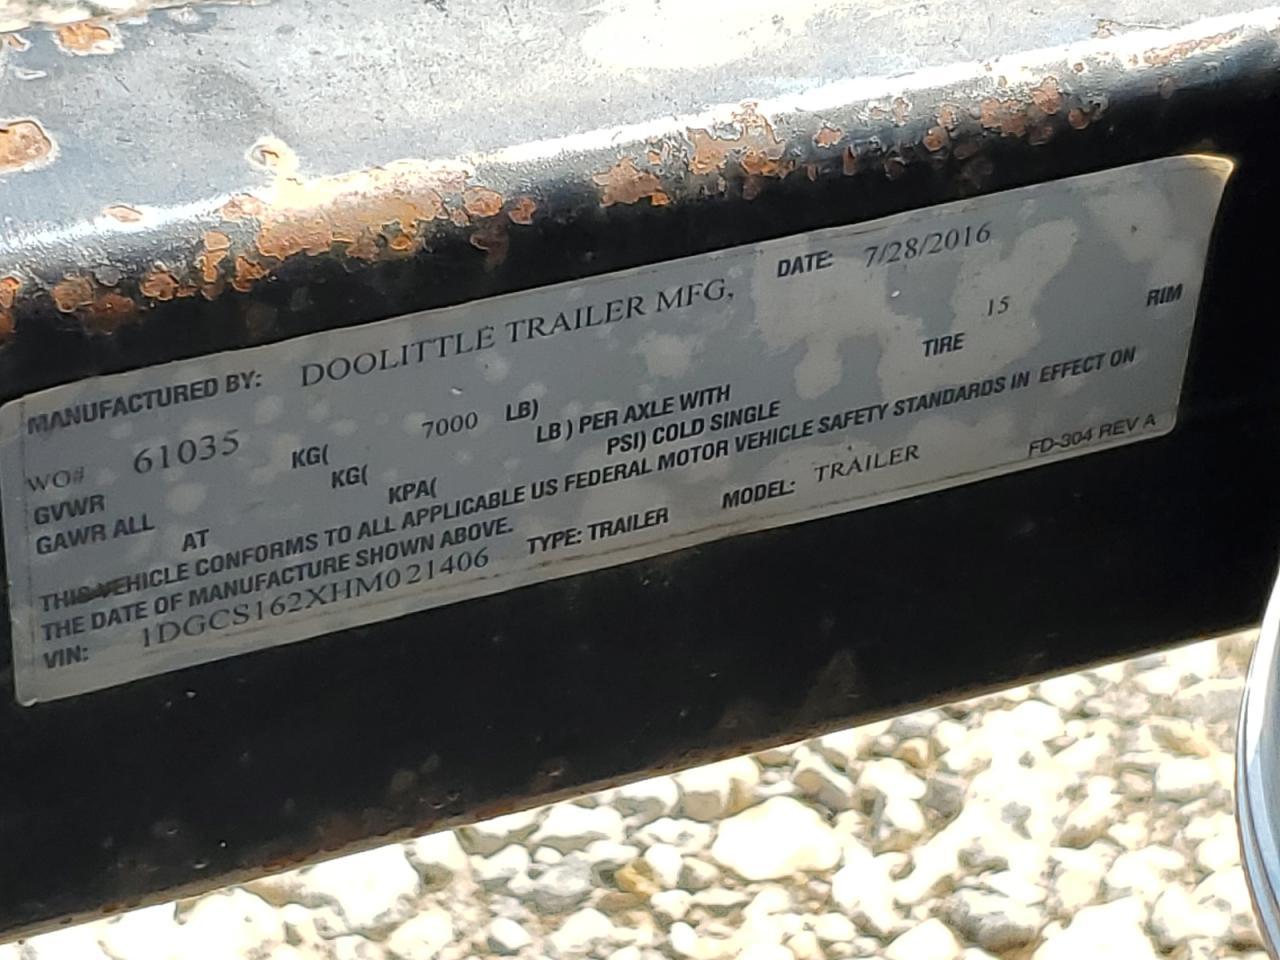 MANUFACTURED BY: DOOLITTLE TRAILER MFG, DATE: 7/28/2016
WO# 61035
GVWR KG( 7000 LB)
GAWR ALL KG( LB) PER AXLE WITH TIRE 15 RIM
AT KPA( PSI) COLD SINGLE
THIS VEHICLE CONFORMS TO ALL APPLICABLE US FEDERAL MOTOR VEHICLE SAFETY STANDARDS IN EFFECT ON
THE DATE OF MANUFACTURE SHOWN ABOVE.
VIN: 1DGCS162XHM021406 TYPE: TRAILER MODEL: TRAILER FD-304 REV A